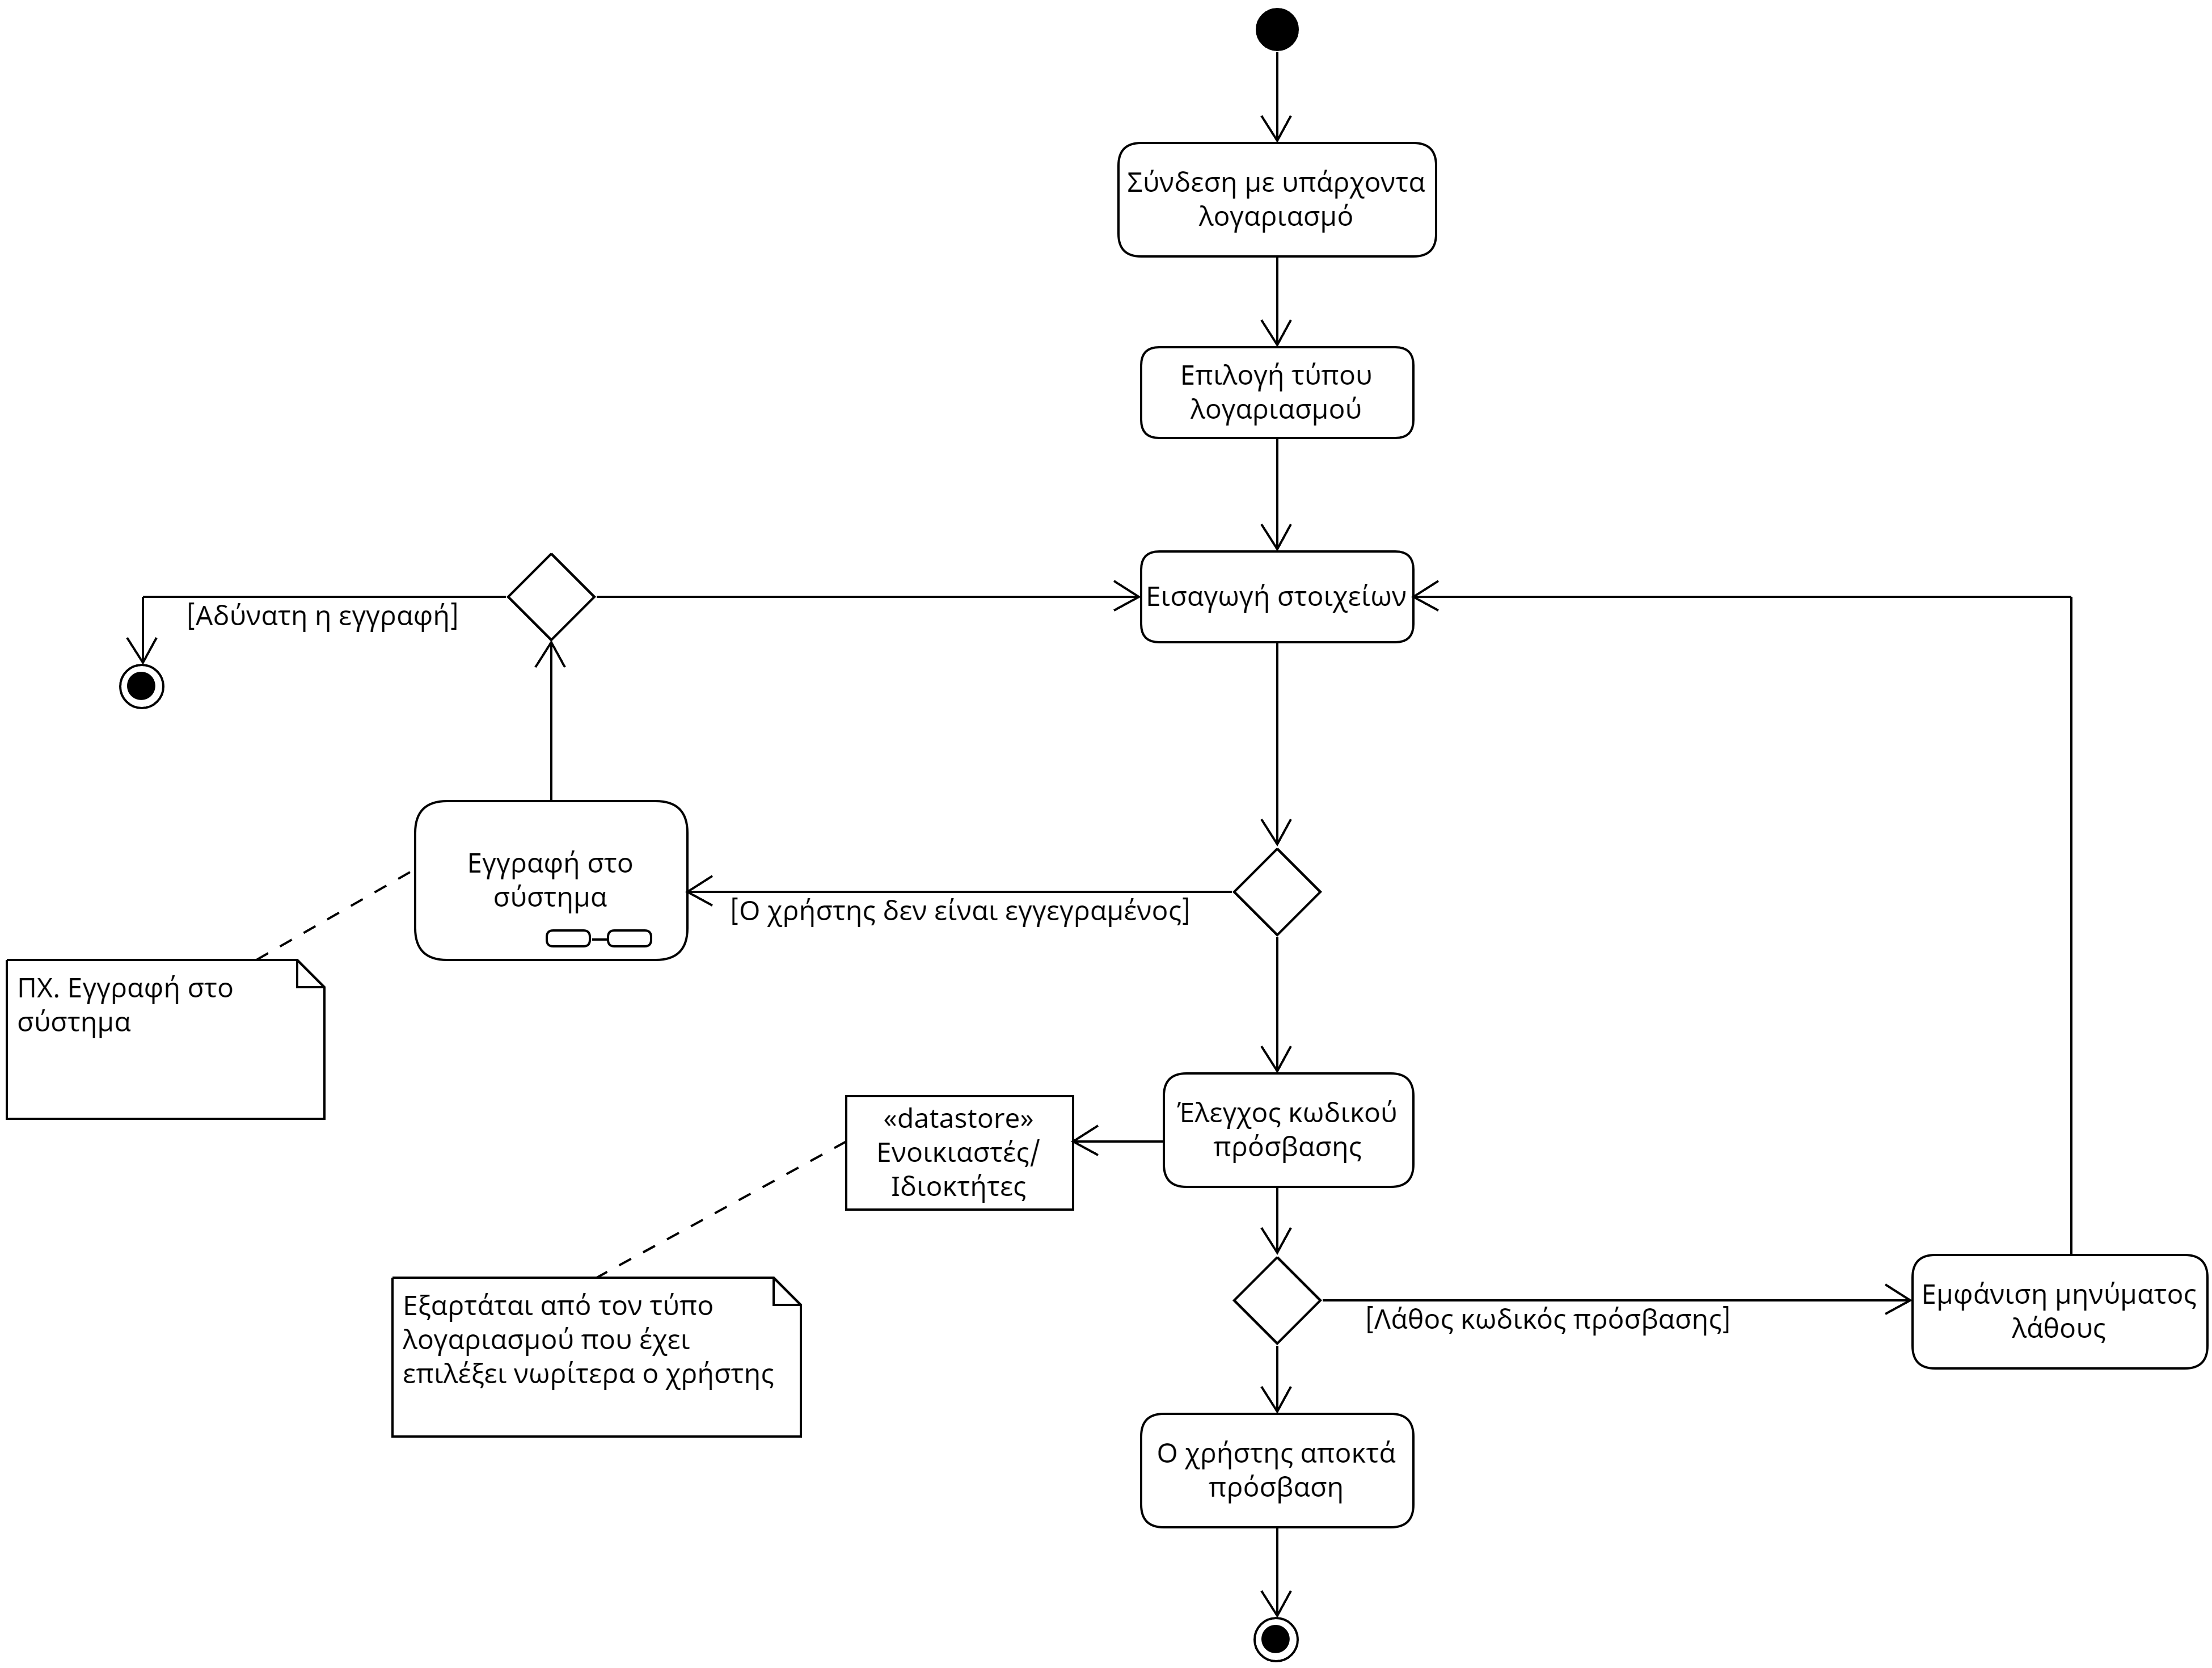 Σύνδεση με υπάρχοντα
λογαριασμό
Επιλογή τύπου
λογαριασμού
Εισαγωγή στοιχείων
[Αδύνατη η εγγραφή]
Εγγραφή στο
σύστημα
[Ο χρήστης δεν είναι εγγεγραμένος]
ΠΧ. Εγγραφή στο
σύστημα
«datastore»
Ενοικιαστές/
Ιδιοκτήτες
Έλεγχος κωδικού
πρόσβασης
Εξαρτάται από τον τύπο
λογαριασμού που έχει
επιλέξει νωρίτερα ο χρήστης
[Λάθος κωδικός πρόσβασης]
Εμφάνιση μηνύματος
λάθους
Ο χρήστης αποκτά
πρόσβαση